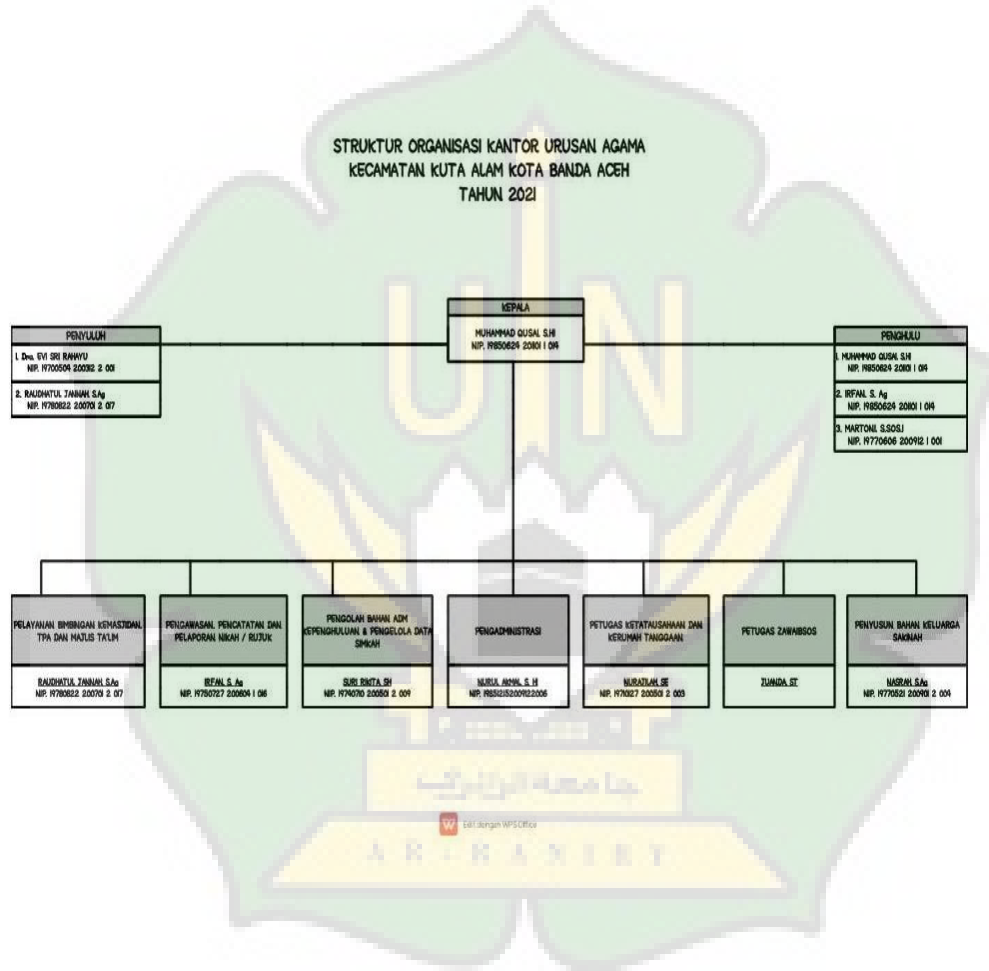 STRUKTUR ORGANISASI KANTOR URUSAN AGAMA
KECAMATAN KUTA ALAM KOTA BANDA ACEH
TAHUN 2021
UIN
KEPALA
MUHAMMAD QUSAI, S.HI
NIP. 19850624 201101 1 014
PENYULUH
1. Dra. EVI SRI RAHAYU
NIP. 19700504 200312 2 001
2. RAUDHATUL JANNAH, S.Ag
NIP. 19780822 200701 2 017
PENGHULU
1. MUHAMMAD QUSAI, S.HI
NIP. 19850624 201101 1 014
2. IRFAN, S. Ag
NIP. 19850624 201101 1 014
3. MARTONI, S.SOS.I
NIP. 19770606 200912 1 001
PELAYANAN BIMBINGAN KEMASJIDAN,
TPA DAN MAJLIS TA'LIM
RAUDHATUL JANNAH, S.Ag
NIP. 19780822 200701 2 017
PENGAWASAN, PENCATATAN DAN
PELAPORAN NIKAH / RUJUK
IRFAN, S. Ag
NIP. 19750727 200604 1 016
PENGOLAH BAHAN ADM
KEPENGHULUAN & PENGELOLA DATA
SIMKAH
SURI RIKITA, SH
NIP. 19740710 200501 2 009
PENGADMINISTRASI
NURUL AKMAL, S. HI
NIP. 198512152009122006
PETUGAS KETATAUSAHAAN DAN
KERUMAH TANGGAAN
NURAZILAH, SE
NIP. 19710127 200501 2 003
PETUGAS ZAWAIBSOS
ZUANDA, ST
PENYUSUN BAHAN KELUARGA
SAKINAH
NASRAH, S.Ag
NIP. 19770521 200901 2 004
جامعة الرانيري
Edit dengan WPS Office
AR-RANIRY